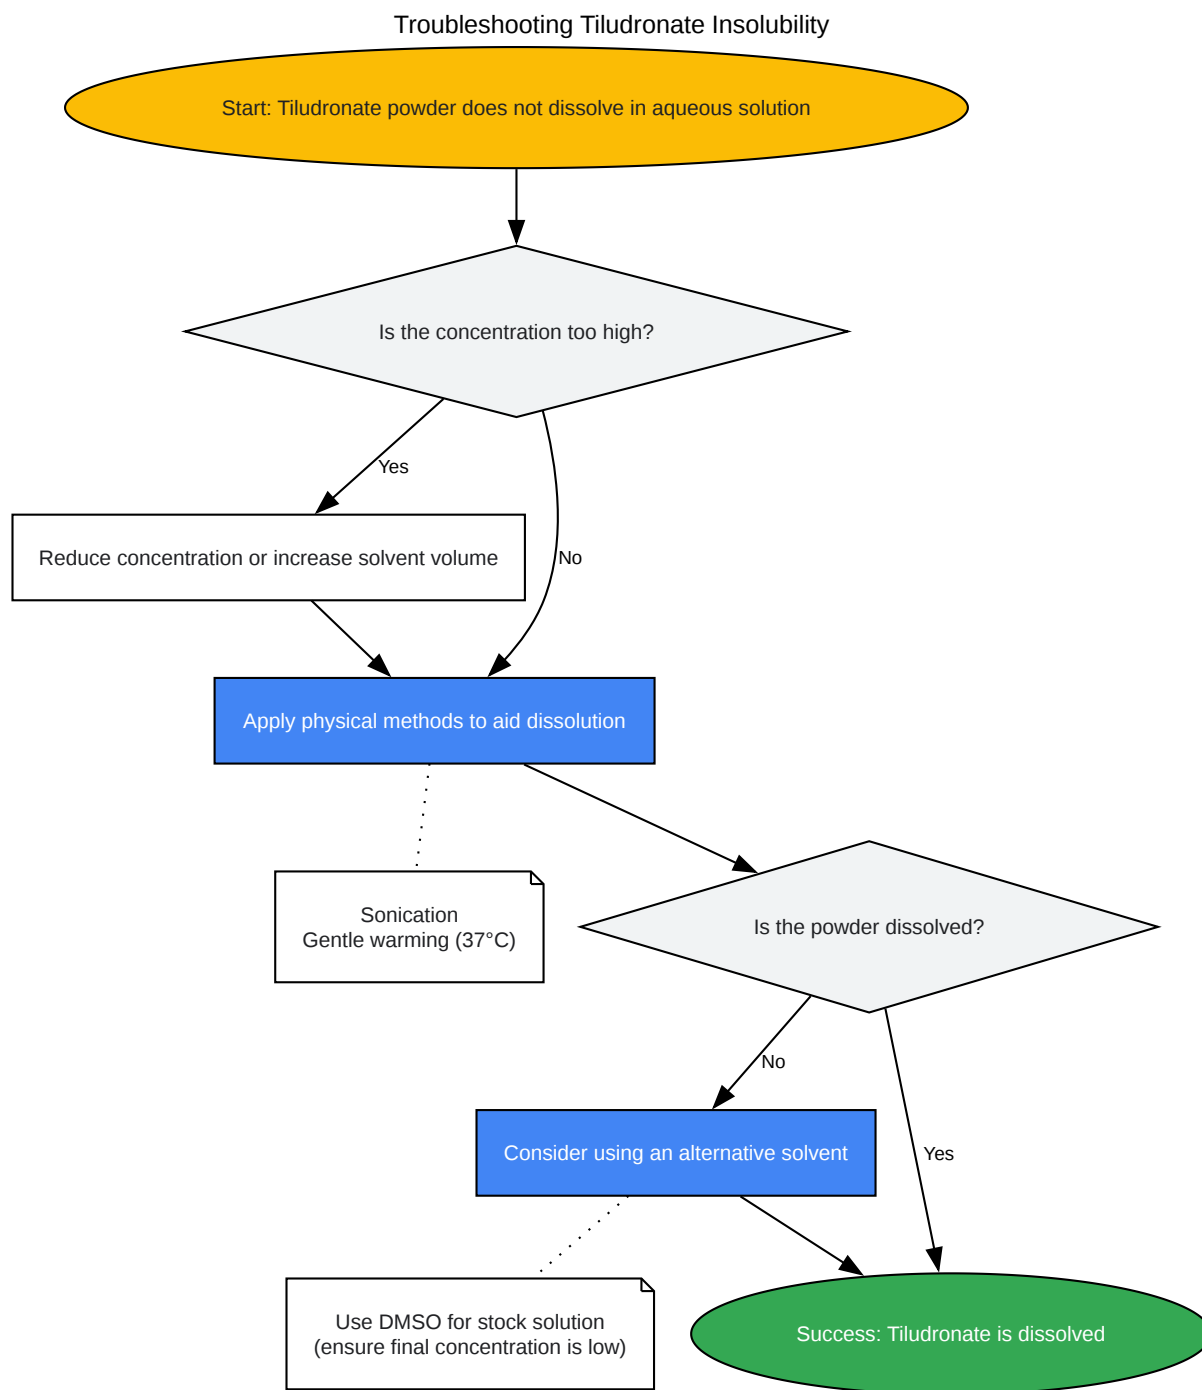 Troubleshooting Tiludronate Insolubility
Start: Tiludronate powder does not dissolve in aqueous solution
Is the concentration too high?
Yes
Reduce concentration or increase solvent volume
No
Apply physical methods to aid dissolution
Sonication
Gentle warming (37°C)
Is the powder dissolved?
No
Consider using an alternative solvent
Yes
Use DMSO for stock solution
(ensure final concentration is low)
Success: Tiludronate is dissolved